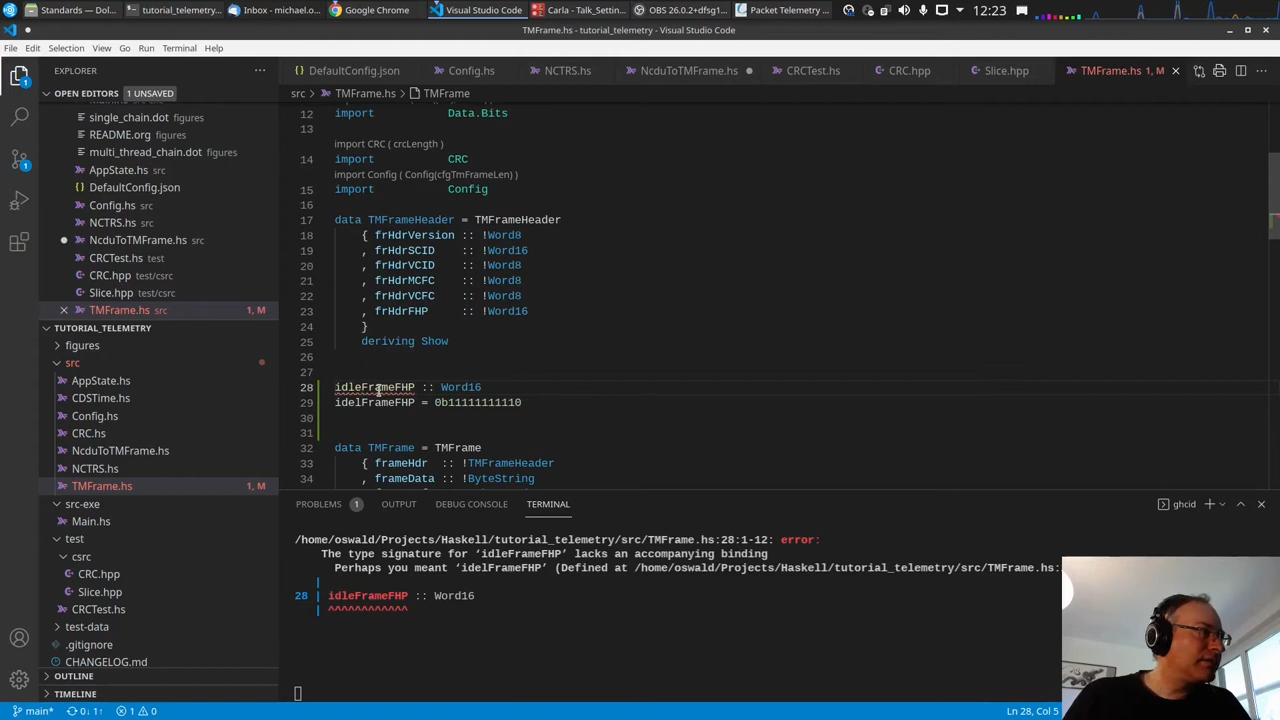 Standards — Dol...
tutorial_telemetry...
Inbox - michael.o...
Google Chrome
Visual Studio Code
Carla - Talk_Setting...
OBS 26.0.2+dfsg1...
Packet Telemetry ...
12:23
TMFrame.hs - tutorial_telemetry - Visual Studio Code
File Edit Selection View Go Run Terminal Help
EXPLORER
DefaultConfig.json
Config.hs
NCTRS.hs
NcduToTMFrame.hs
CRCTest.hs
CRC.hpp
Slice.hpp
TMFrame.hs 1, M
OPEN EDITORS 1 UNSAVED
src > TMFrame.hs > TMFrame
single_chain.dot figures
README.org figures
multi_thread_chain.dot figures
AppState.hs src
DefaultConfig.json
Config.hs src
NCTRS.hs src
NcduToTMFrame.hs src
CRCTest.hs test
CRC.hpp test/csrc
Slice.hpp test/csrc
TMFrame.hs src 1, M
TUTORIAL_TELEMETRY
figures
src
AppState.hs
CDSTime.hs
Config.hs
CRC.hs
NcduToTMFrame.hs
NCTRS.hs
TMFrame.hs 1, M
src-exe
Main.hs
test
csrc
CRC.hpp
Slice.hpp
CRCTest.hs
test-data
.gitignore
CHANGELOG.md
OUTLINE
TIMELINE
12 import Data.Bits
13
import CRC ( crcLength )
14 import CRC
import Config ( Config(cfgTmFrameLen) )
15 import Config
16
17 data TMFrameHeader = TMFrameHeader
18 { frHdrVersion :: !Word8
19 , frHdrSCID :: !Word16
20 , frHdrVCID :: !Word8
21 , frHdrMCFC :: !Word8
22 , frHdrVCFC :: !Word8
23 , frHdrFHP :: !Word16
24 }
25 deriving Show
26
27
28 idleFrameFHP :: Word16
29 idelFrameFHP = 0b11111111110
30
31
32 data TMFrame = TMFrame
33 { frameHdr :: !TMFrameHeader
34 , frameData :: !ByteString
PROBLEMS 1 OUTPUT DEBUG CONSOLE TERMINAL
ghcid
/home/oswald/Projects/Haskell/tutorial_telemetry/src/TMFrame.hs:28:1-12: error:
The type signature for ‘idleFrameFHP’ lacks an accompanying binding
Perhaps you meant ‘idelFrameFHP’ (Defined at /home/oswald/Projects/Haskell/tutorial_telemetry/src/TMFrame.hs:
|
28 | idleFrameFHP :: Word16
| ^^^^^^^^^^^^
main* 0↓ 1↑ 1 0
Ln 28, Col 5